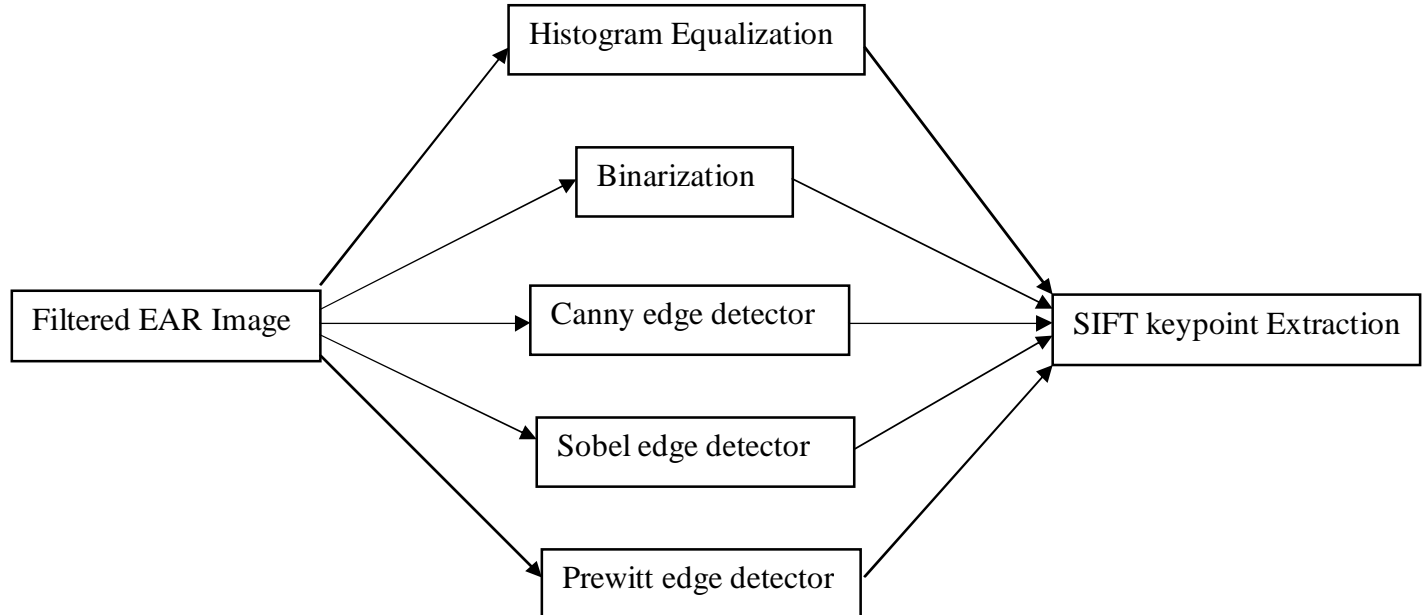 Histogram Equalization
Binarization
Filtered EAR Image
Canny edge detector
SIFT keypoint Extraction
Sobel edge detector
Prewitt edge detector